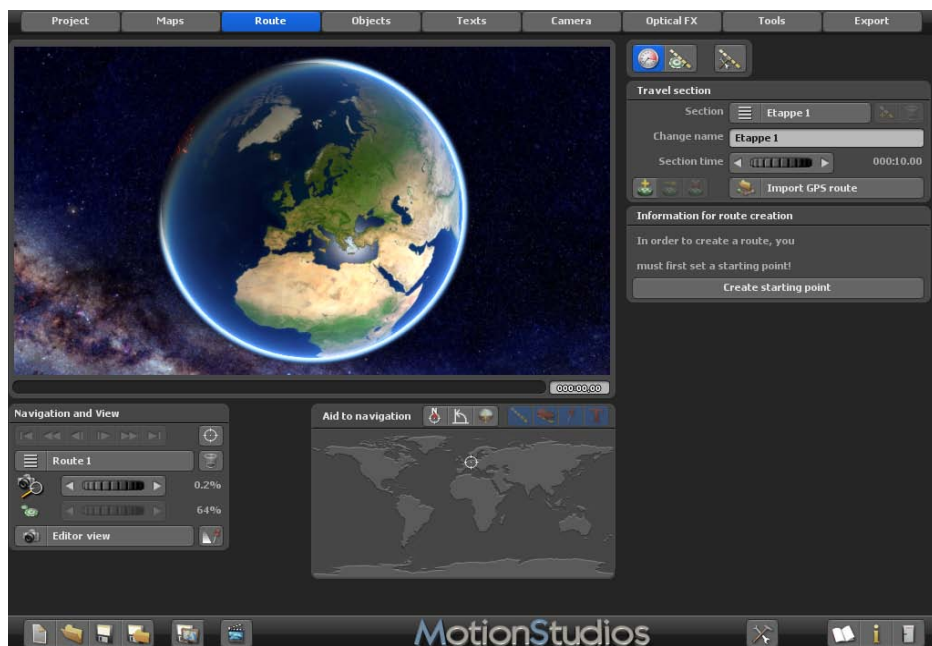 Project Maps Route Objects Texts Camera Optical FX Tools Export
Travel section
Section Etappe 1
Change name Etappe 1
Section time 000:10.00
Import GPS route
Information for route creation
In order to create a route, you
must first set a starting point!
Create starting point
000:00,00
Navigation and View
Route 1
0.2%
64%
Editor view
Aid to navigation
N
MotionStudios